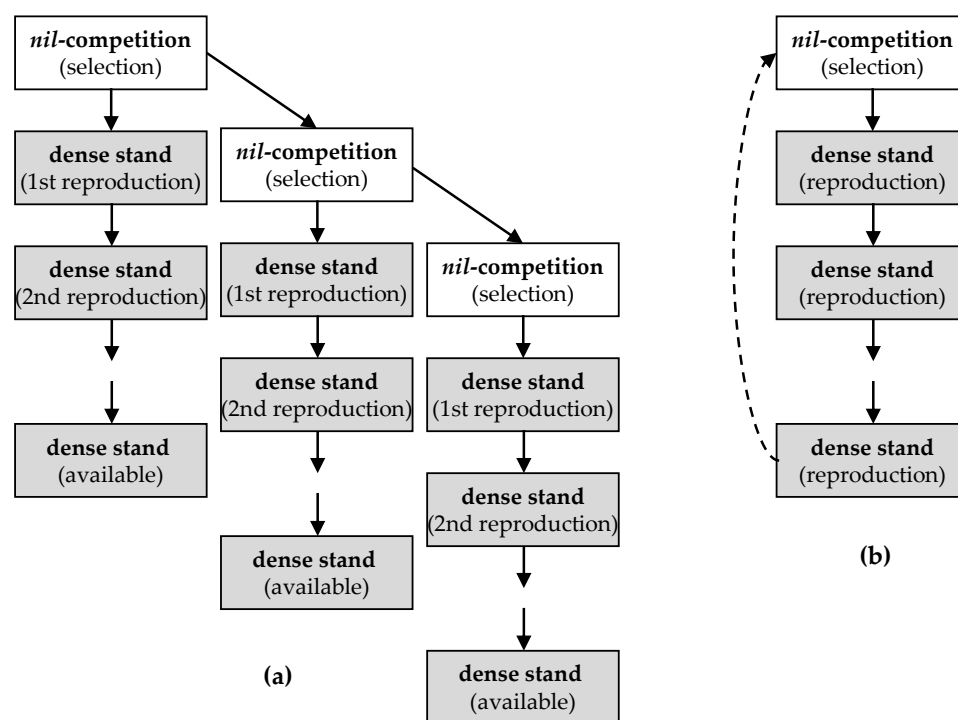 nil-competition
(selection)
dense stand
(1st reproduction)
dense stand
(2nd reproduction)
dense stand
(available)
nil-competition
(selection)
dense stand
(1st reproduction)
dense stand
(2nd reproduction)
dense stand
(available)
nil-competition
(selection)
dense stand
(1st reproduction)
dense stand
(2nd reproduction)
dense stand
(available)
(a)
nil-competition
(selection)
dense stand
(reproduction)
dense stand
(reproduction)
dense stand
(reproduction)
(b)